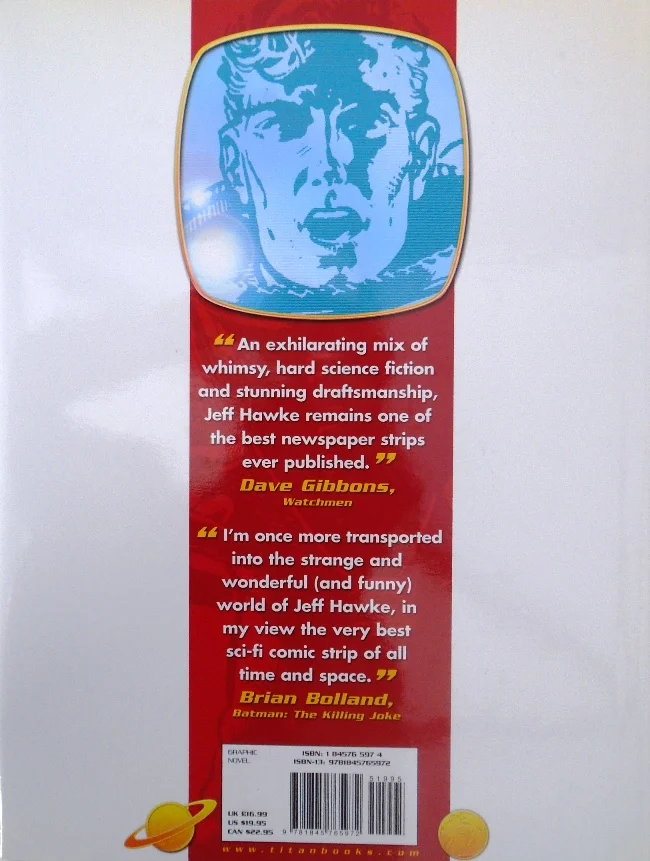 “An exhilarating mix of
whimsy, hard science fiction
and stunning draftsmanship,
Jeff Hawke remains one of
the best newspaper strips
ever published.”
Dave Gibbons,
Watchmen
“I'm once more transported
into the strange and
wonderful (and funny)
world of Jeff Hawke, in
my view the very best
sci-fi comic strip of all
time and space.”
Brian Bolland,
Batman: The Killing Joke
GRAPHIC
NOVEL
ISBN: 1 84576 597 4
ISBN-13: 9781845765972
51995
UK £16.99
US $19.95
CAN $22.95
9 781845 765972
www.titanbooks.com